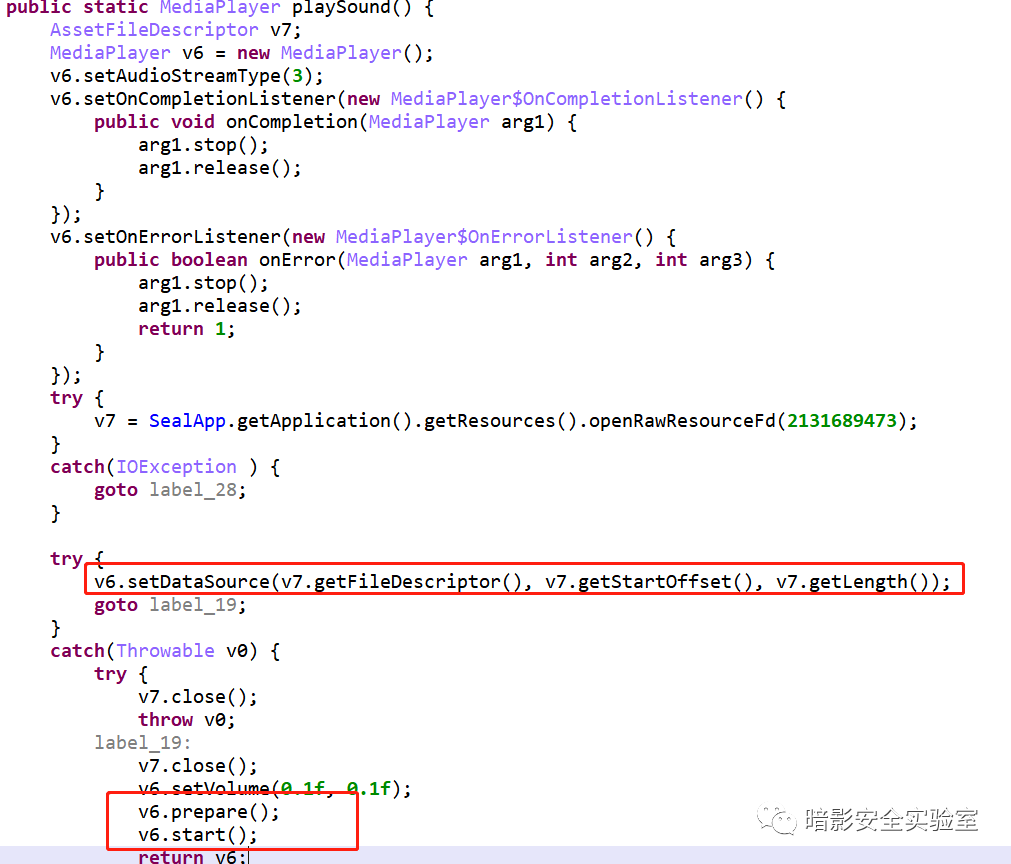 public static MediaPlayer playSound() {
    AssetFileDescriptor v7;
    MediaPlayer v6 = new MediaPlayer();
    v6.setAudioStreamType(3);
    v6.setOnCompletionListener(new MediaPlayer$OnCompletionListener() {
        public void onCompletion(MediaPlayer arg1) {
            arg1.stop();
            arg1.release();
        }
    });
    v6.setOnErrorListener(new MediaPlayer$OnErrorListener() {
        public boolean onError(MediaPlayer arg1, int arg2, int arg3) {
            arg1.stop();
            arg1.release();
            return 1;
        }
    });
    try {
        v7 = SealApp.getApplication().getResources().openRawResourceFd(2131689473);
    }
    catch(IOException ) {
        goto label_28;
    }

    try {
        v6.setDataSource(v7.getFileDescriptor(), v7.getStartOffset(), v7.getLength());
        goto label_19;
    }
    catch(Throwable v0) {
        try {
            v7.close();
            throw v0;
        label_19:
            v7.close();
            v6.setVolume(0.1f, 0.1f);
            v6.prepare();
            v6.start();
            return v6;
暗影安全实验室